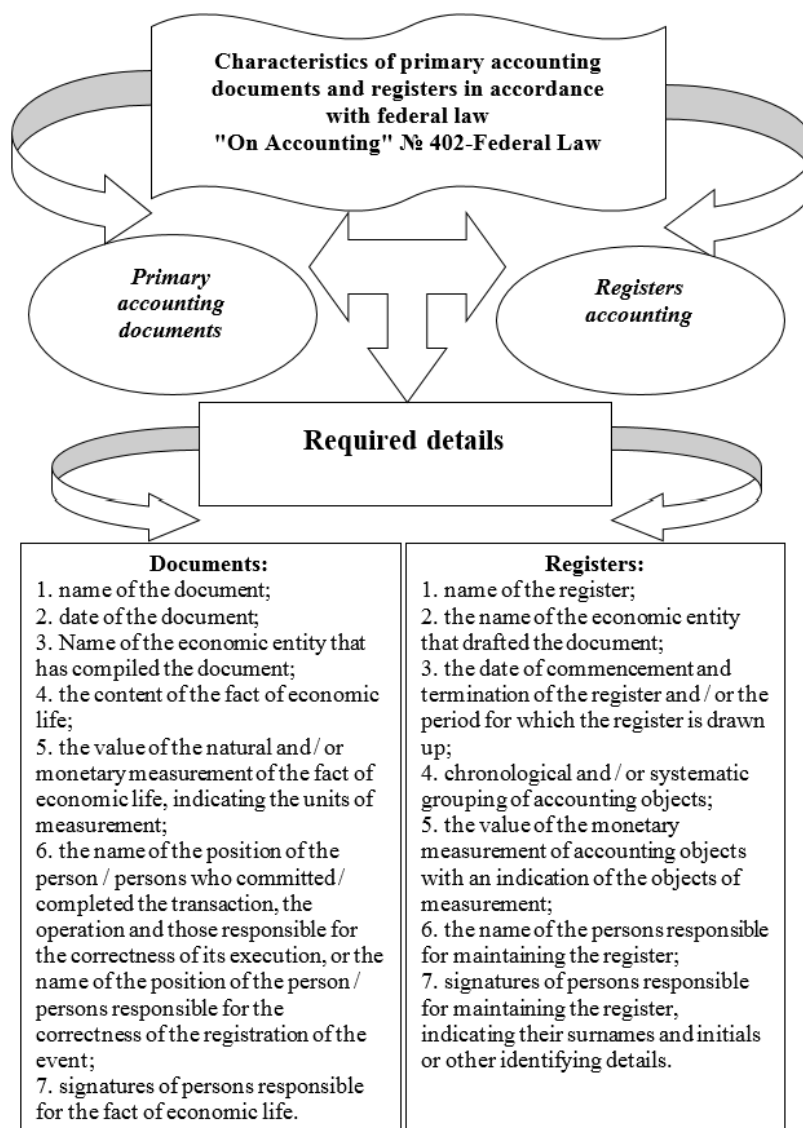 Characteristics of primary accounting
documents and registers in accordance
with federal law
"On Accounting" № 402-Federal Law
Primary
accounting
documents
Registers
accounting
Required details
Documents:
1. name of the document;
2. date of the document;
3. Name of the economic entity that
has compiled the document;
4. the content of the fact of economic
life;
5. the value of the natural and / or
monetary measurement of the fact of
economic life, indicating the units of
measurement;
6. the name of the position of the
person / persons who committed /
completed the transaction, the
operation and those responsible for
the correctness of its execution, or the
name of the position of the person /
persons responsible for the
correctness of the registration of the
event;
7. signatures of persons responsible
for the fact of economic life.
Registers:
1. name of the register;
2. the name of the economic entity
that drafted the document;
3. the date of commencement and
termination of the register and / or the
period for which the register is drawn
up;
4. chronological and / or systematic
grouping of accounting objects;
5. the value of the monetary
measurement of accounting objects
with an indication of the objects of
measurement;
6. the name of the persons responsible
for maintaining the register;
7. signatures of persons responsible
for maintaining the register,
indicating their surnames and initials
or other identifying details.